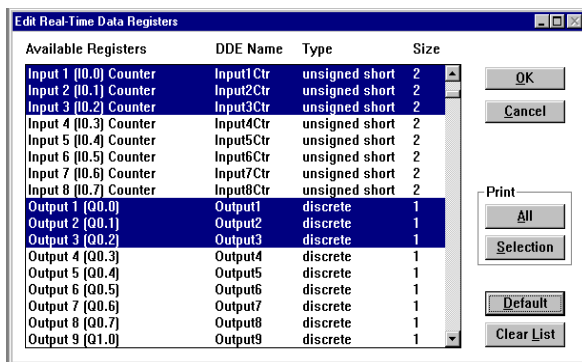 Edit Real-Time Data Registers
Available Registers DDE Name Type Size
Input 1 (I0.0) Counter Input1Ctr unsigned short 2
Input 2 (I0.1) Counter Input2Ctr unsigned short 2
Input 3 (I0.2) Counter Input3Ctr unsigned short 2
Input 4 (I0.3) Counter Input4Ctr unsigned short 2
Input 5 (I0.4) Counter Input5Ctr unsigned short 2
Input 6 (I0.5) Counter Input6Ctr unsigned short 2
Input 7 (I0.6) Counter Input7Ctr unsigned short 2
Input 8 (I0.7) Counter Input8Ctr unsigned short 2
Output 1 (Q0.0) Output1 discrete 1
Output 2 (Q0.1) Output2 discrete 1
Output 3 (Q0.2) Output3 discrete 1
Output 4 (Q0.3) Output4 discrete 1
Output 5 (Q0.4) Output5 discrete 1
Output 6 (Q0.5) Output6 discrete 1
Output 7 (Q0.6) Output7 discrete 1
Output 8 (Q0.7) Output8 discrete 1
Output 9 (Q1.0) Output9 discrete 1
OK
Cancel
Print
All
Selection
Default
Clear List